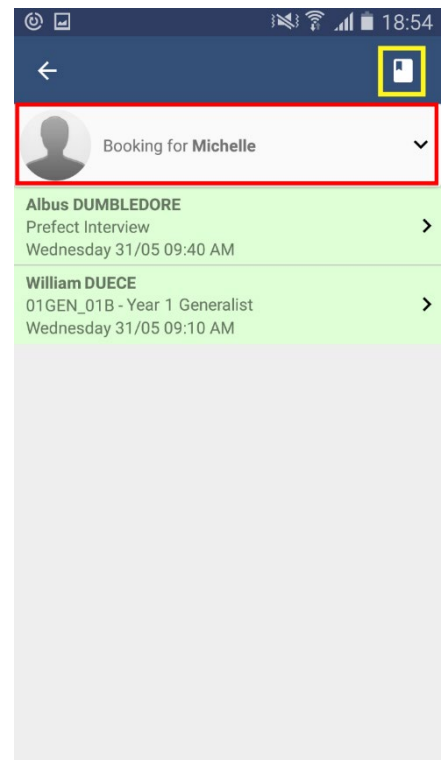 18:54
Booking for Michelle
Albus DUMBLEDORE
Prefect Interview
Wednesday 31/05 09:40 AM
William DUECE
01GEN_01B - Year 1 Generalist
Wednesday 31/05 09:10 AM